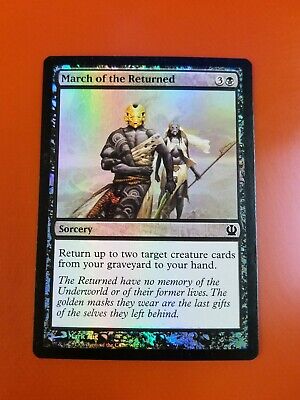 March of the Returned 3
Sorcery
Return up to two target creature cards
from your graveyard to your hand.
The Returned have no memory of the
Underworld or of their former lives. The
golden masks they wear are the last gifts
of the selves they left behind.